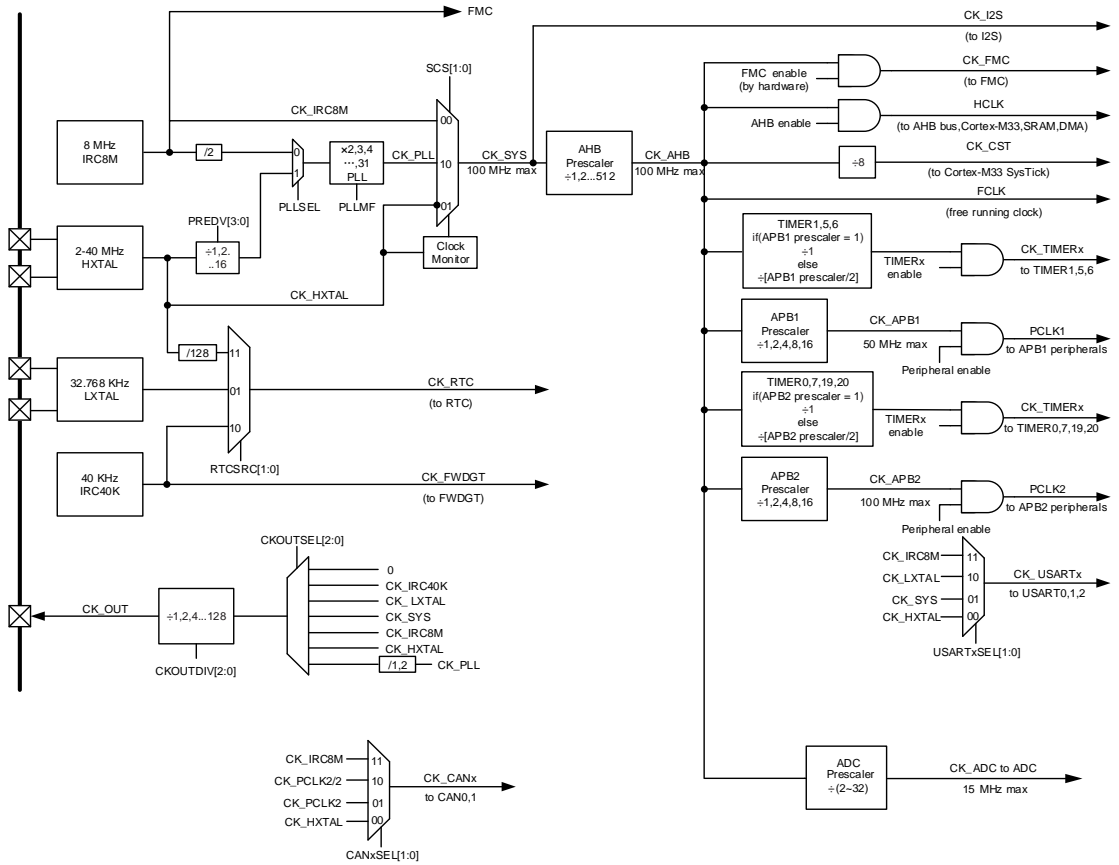 FMC
CK_I2S
(to I2S)
SCS[1:0]
CK_IRC8M
00
8 MHz
IRC8M
/2
0
1
PLLSEL
×2,3,4
…,31
PLL
PLLMF
CK_PLL
10
01
CK_SYS
100 MHz max
AHB
Prescaler
÷1,2...512
CK_AHB
100 MHz max
FMC enable
(by hardware)
CK_FMC
(to FMC)
AHB enable
HCLK
(to AHB bus,Cortex-M33,SRAM,DMA)
÷8
CK_CST
(to Cortex-M33 SysTick)
FCLK
(free running clock)
PREDV[3:0]
÷1,2.
..16
2-40 MHz
HXTAL
Clock
Monitor
CK_HXTAL
TIMER1,5,6
if(APB1 prescaler = 1)
÷1
else
÷[APB1 prescaler/2]
TIMERx
enable
CK_TIMERx
to TIMER1,5,6
APB1
Prescaler
÷1,2,4,8,16
CK_APB1
50 MHz max
Peripheral enable
PCLK1
to APB1 peripherals
/128
11
32.768 KHz
LXTAL
01
10
RTCSRC[1:0]
CK_RTC
(to RTC)
TIMER0,7,19,20
if(APB2 prescaler = 1)
÷1
else
÷[APB2 prescaler/2]
TIMERx
enable
CK_TIMERx
to TIMER0,7,19,20
40 KHz
IRC40K
CK_FWDGT
(to FWDGT)
APB2
Prescaler
÷1,2,4,8,16
CK_APB2
100 MHz max
Peripheral enable
PCLK2
to APB2 peripherals
CKOUTSEL[2:0]
0
CK_IRC40K
CK_ LXTAL
CK_SYS
CK_IRC8M
CK_HXTAL
/1,2
CK_PLL
CK_OUT
÷1,2,4...128
CKOUTDIV[2:0]
CK_IRC8M
11
CK_LXTAL
10
CK_SYS
01
CK_HXTAL
00
USARTxSEL[1:0]
CK_ USARTx
to USART0,1,2
CK_IRC8M
11
CK_PCLK2/2
10
CK_PCLK2
01
CK_HXTAL
00
CANxSEL[1:0]
CK_CANx
to CAN0,1
ADC
Prescaler
÷(2~32)
CK_ADC to ADC
15 MHz max